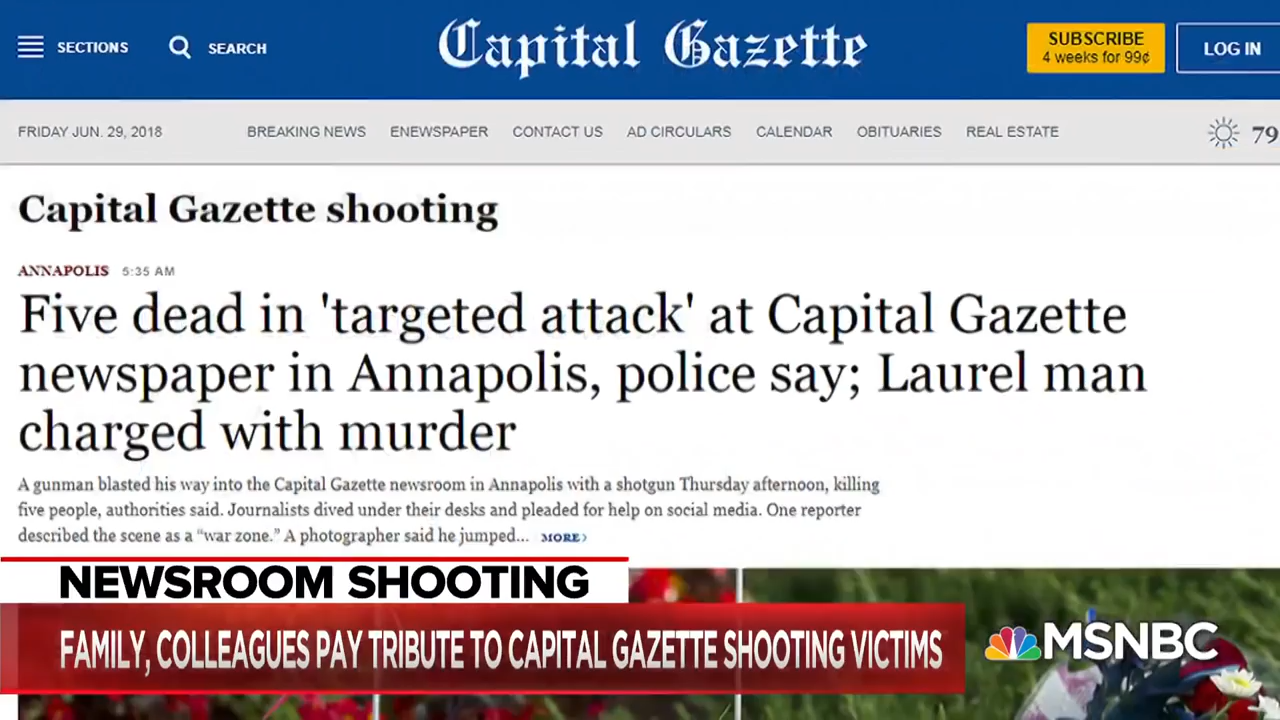 SECTIONS
SEARCH
Capital Gazette
SUBSCRIBE
4 weeks for 99¢
LOG IN
FRIDAY JUN. 29, 2018
BREAKING NEWS
ENEWSPAPER
CONTACT US
AD CIRCULARS
CALENDAR
OBITUARIES
REAL ESTATE
79
Capital Gazette shooting
ANNAPOLIS 5:35 AM
Five dead in 'targeted attack' at Capital Gazette
newspaper in Annapolis, police say; Laurel man
charged with murder
A gunman blasted his way into the Capital Gazette newsroom in Annapolis with a shotgun Thursday afternoon, killing
five people, authorities said. Journalists dived under their desks and pleaded for help on social media. One reporter
described the scene as a “war zone.” A photographer said he jumped... MORE›
NEWSROOM SHOOTING
FAMILY, COLLEAGUES PAY TRIBUTE TO CAPITAL GAZETTE SHOOTING VICTIMS
MSNBC